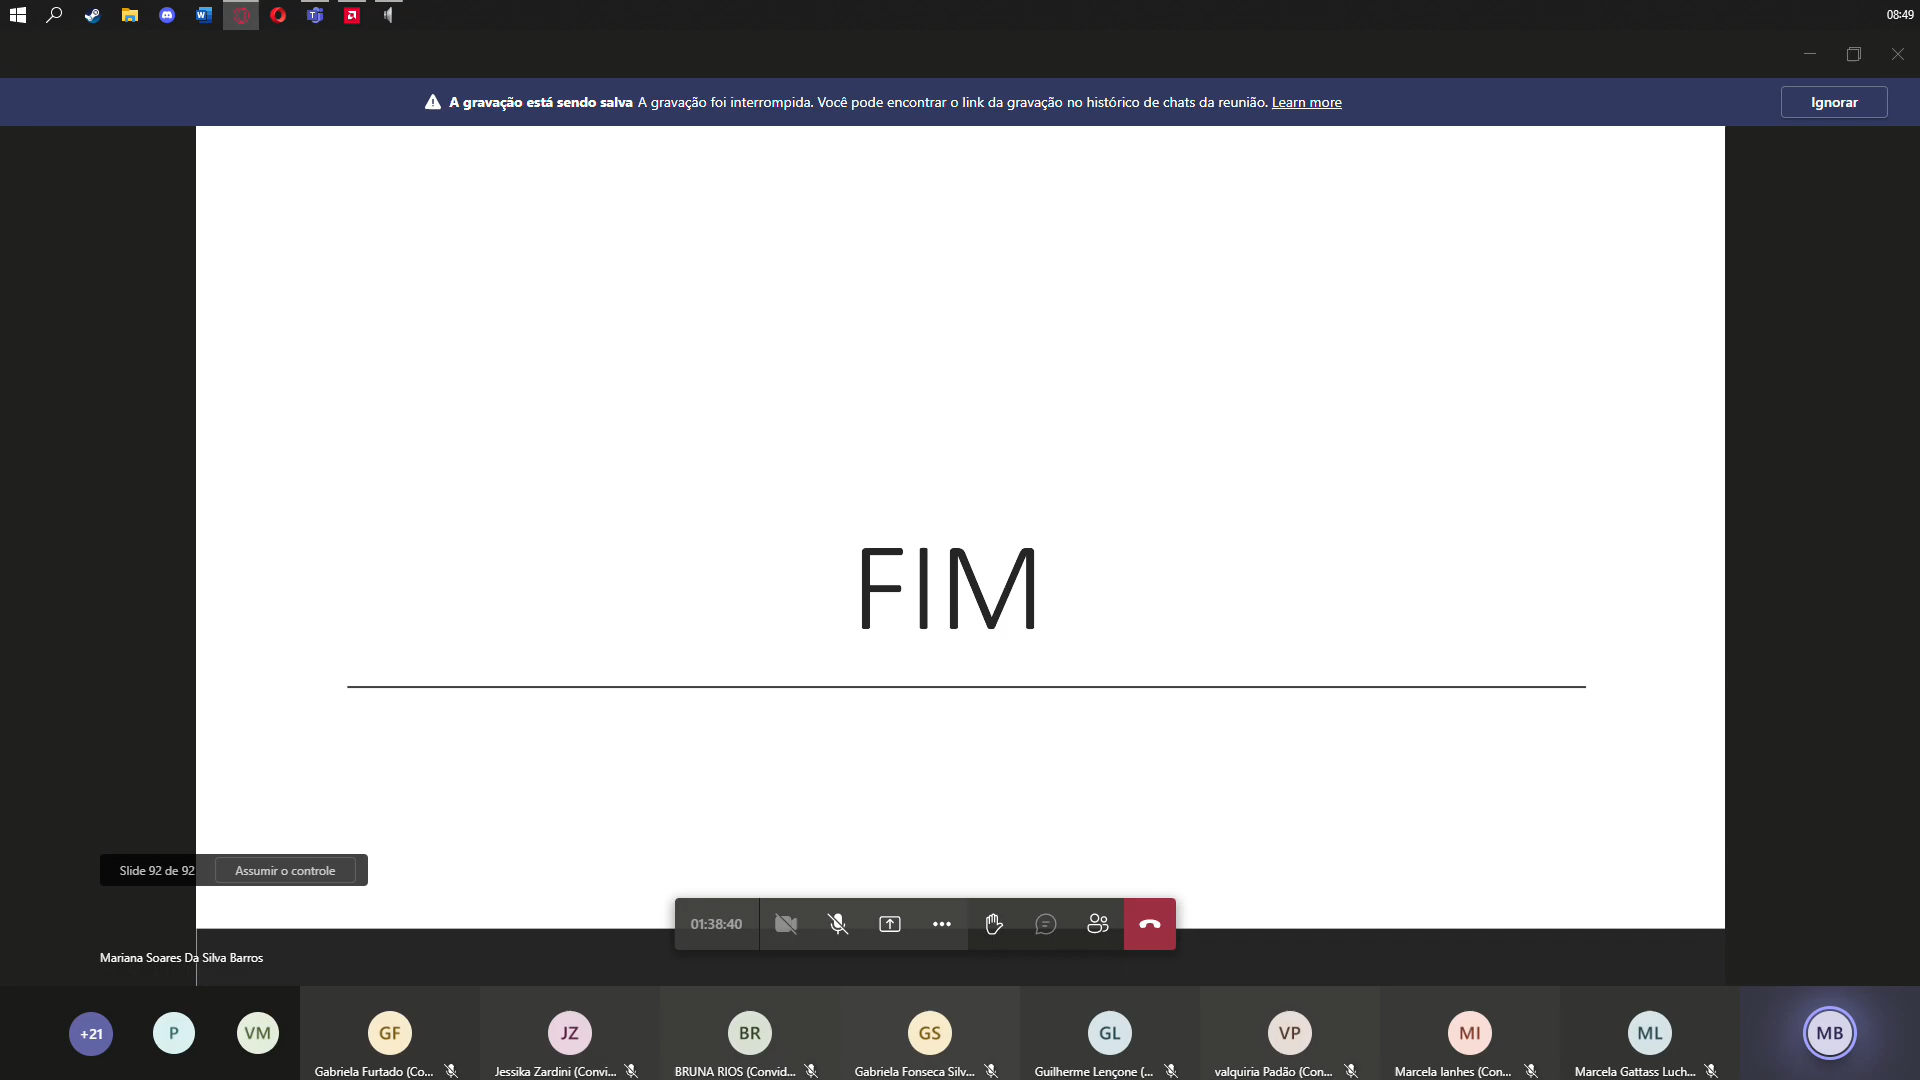 08:49
A gravação está sendo salva A gravação foi interrompida. Você pode encontrar o link da gravação no histórico de chats da reunião. Learn more
Ignorar
FIM
Slide 92 de 92
Assumir o controle
01:38:40
Mariana Soares Da Silva Barros
+21
P
VM
GF
JZ
BR
GS
GL
VP
MI
ML
MB
Gabriela Furtado (Co...
Jessika Zardini (Convi...
BRUNA RIOS (Convid...
Gabriela Fonseca Silv...
Guilherme Lençone (...
valquiria Padão (Con...
Marcela Ianhes (Con...
Marcela Gattass Luch...